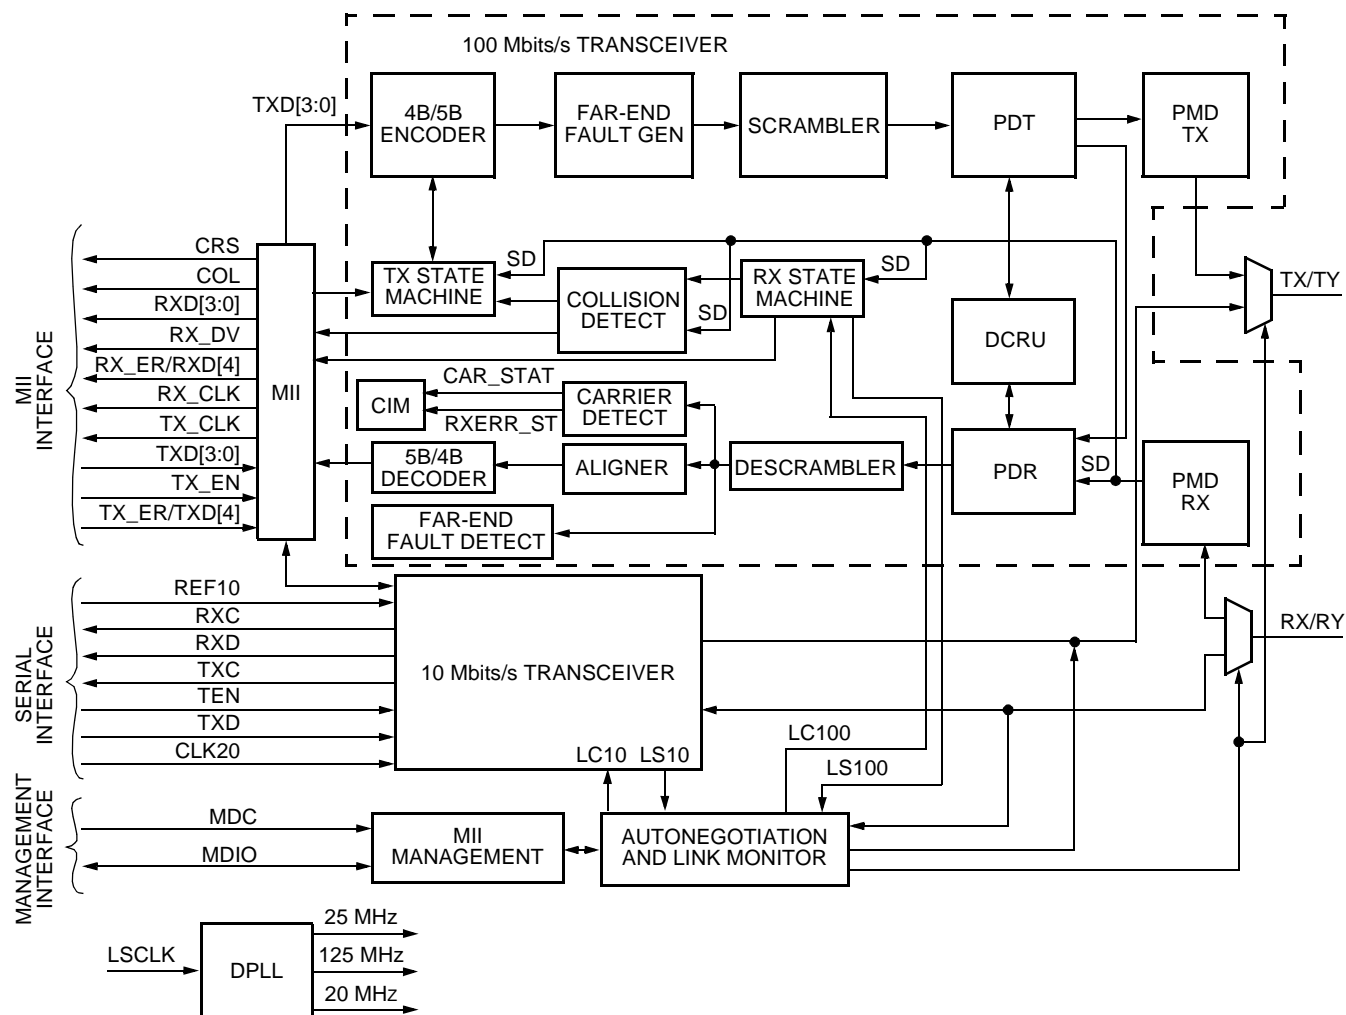 100 Mbits/s TRANSCEIVER
TXD[3:0]
4B/5B
ENCODER
FAR-END
FAULT GEN
SCRAMBLER
PDT
PMD
TX
MII
INTERFACE
CRS
COL
RXD[3:0]
RX_DV
RX_ER/RXD[4]
RX_CLK
TX_CLK
TXD[3:0]
TX_EN
TX_ER/TXD[4]
MII
TX STATE
MACHINE
SD
COLLISION
DETECT
SD
RX STATE
MACHINE
SD
DCRU
TX/TY
CIM
CAR_STAT
RXERR_ST
CARRIER
DETECT
5B/4B
DECODER
ALIGNER
DESCRAMBLER
PDR
SD
PMD
RX
FAR-END
FAULT DETECT
SERIAL
INTERFACE
REF10
RXC
RXD
TXC
TEN
TXD
CLK20
10 Mbits/s TRANSCEIVER
LC10
LS10
LC100
LS100
RX/RY
MANAGEMENT
INTERFACE
MDC
MDIO
MII
MANAGEMENT
AUTONEGOTIATION
AND LINK MONITOR
LSCLK
DPLL
25 MHz
125 MHz
20 MHz